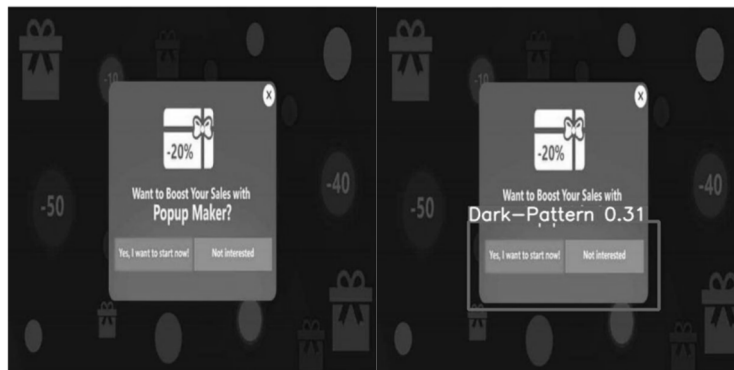 -10
X
-20%
-50
-40
Want to Boost Your Sales with
Popup Maker?
Yes, I want to start now!
Not interested
-10
X
-20%
-50
-40
Want to Boost Your Sales with
Dark-Pattern 0.31
Yes, I want to start now!
Not interested